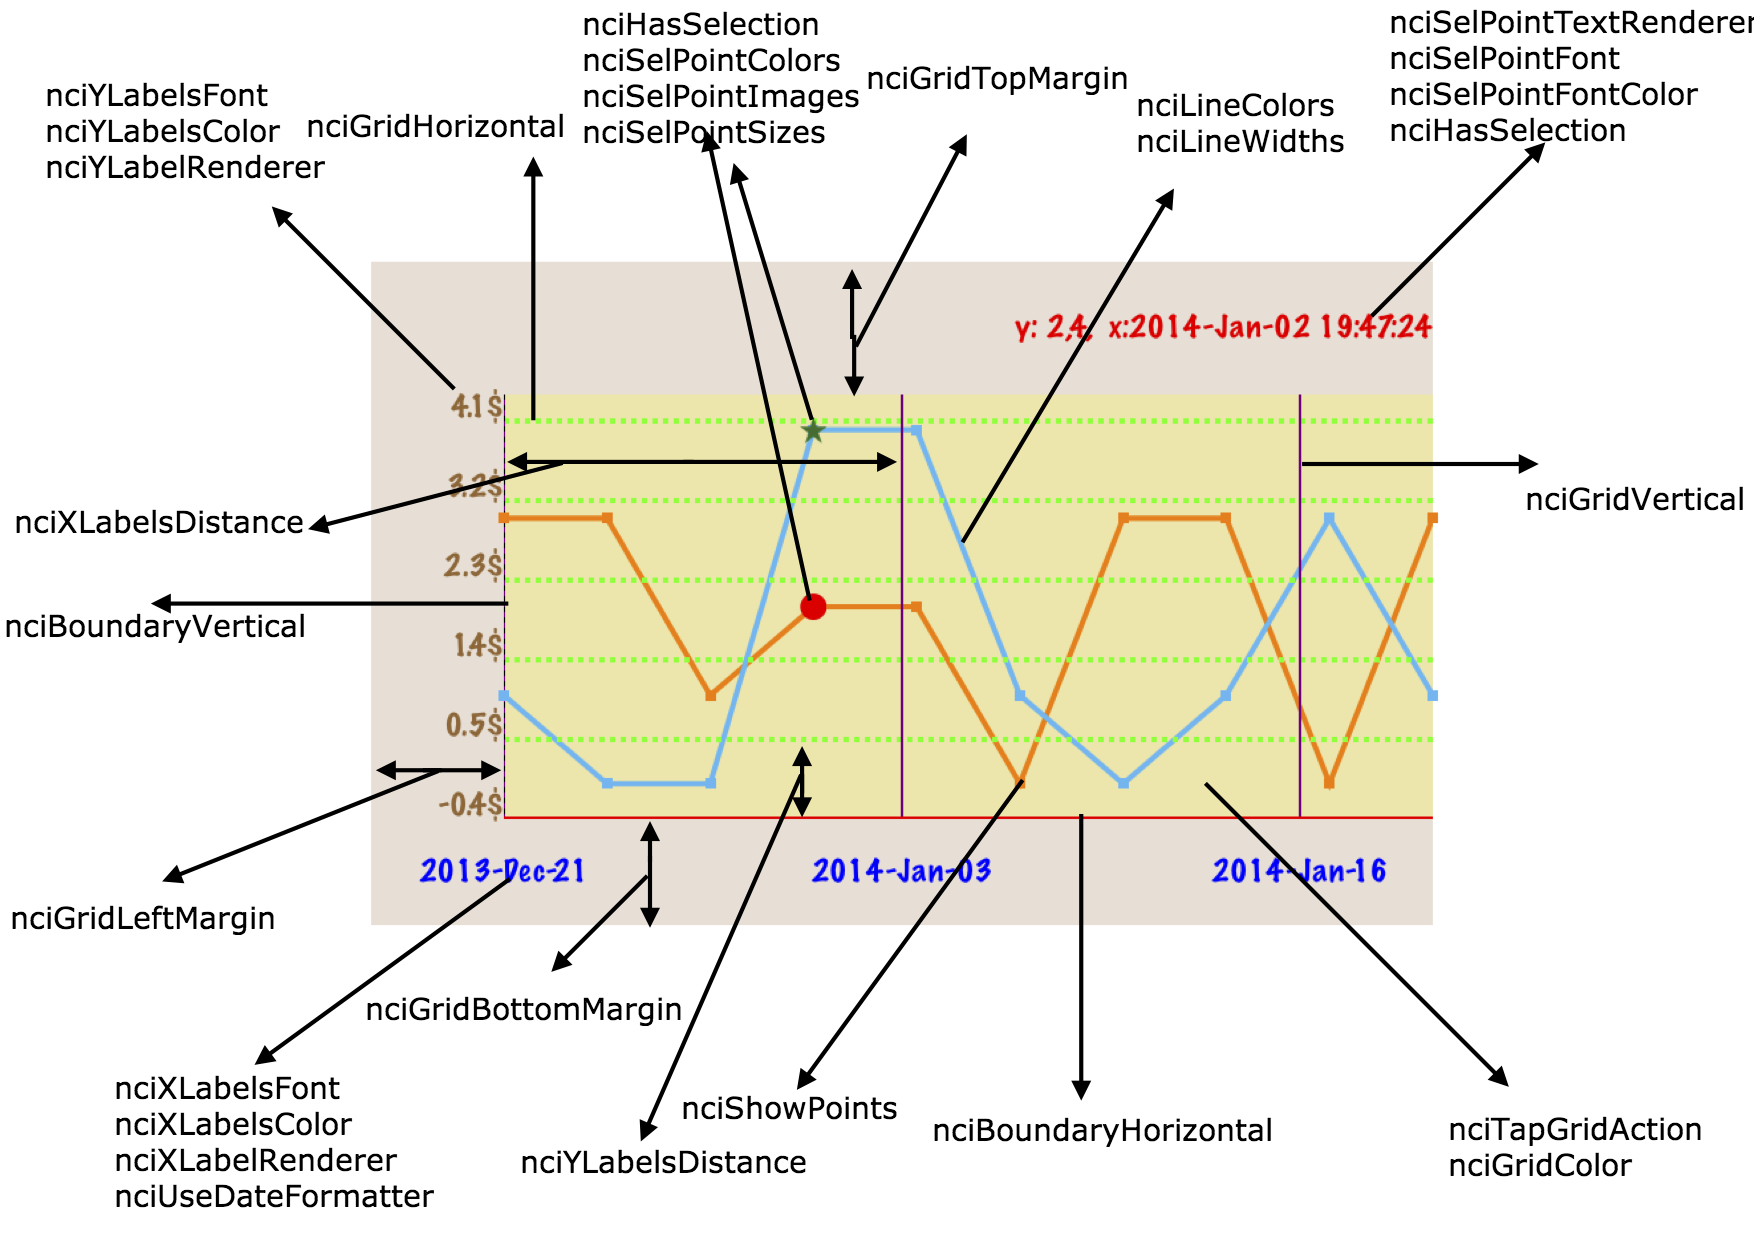 nciHasSelection
nciSelPointColors
nciSelPointImages
nciSelPointSizes
nciSelPointTextRenderer
nciSelPointFont
nciSelPointFontColor
nciHasSelection
nciGridTopMargin
nciLineColors
nciLineWidths
nciYLabelsFont
nciYLabelsColor
nciYLabelRenderer
nciGridHorizontal
y: 2,4, x:2014-Jan-02 19:47:24
4.1$
3.2$
2.3$
1.4$
0.5$
-0.4$
nciXLabelsDistance
nciGridVertical
nciBoundaryVertical
2013-Dec-21
2014-Jan-03
2014-Jan-16
nciGridLeftMargin
nciGridBottomMargin
nciXLabelsFont
nciXLabelsColor
nciXLabelRenderer
nciUseDateFormatter
nciYLabelsDistance
nciShowPoints
nciBoundaryHorizontal
nciTapGridAction
nciGridColor